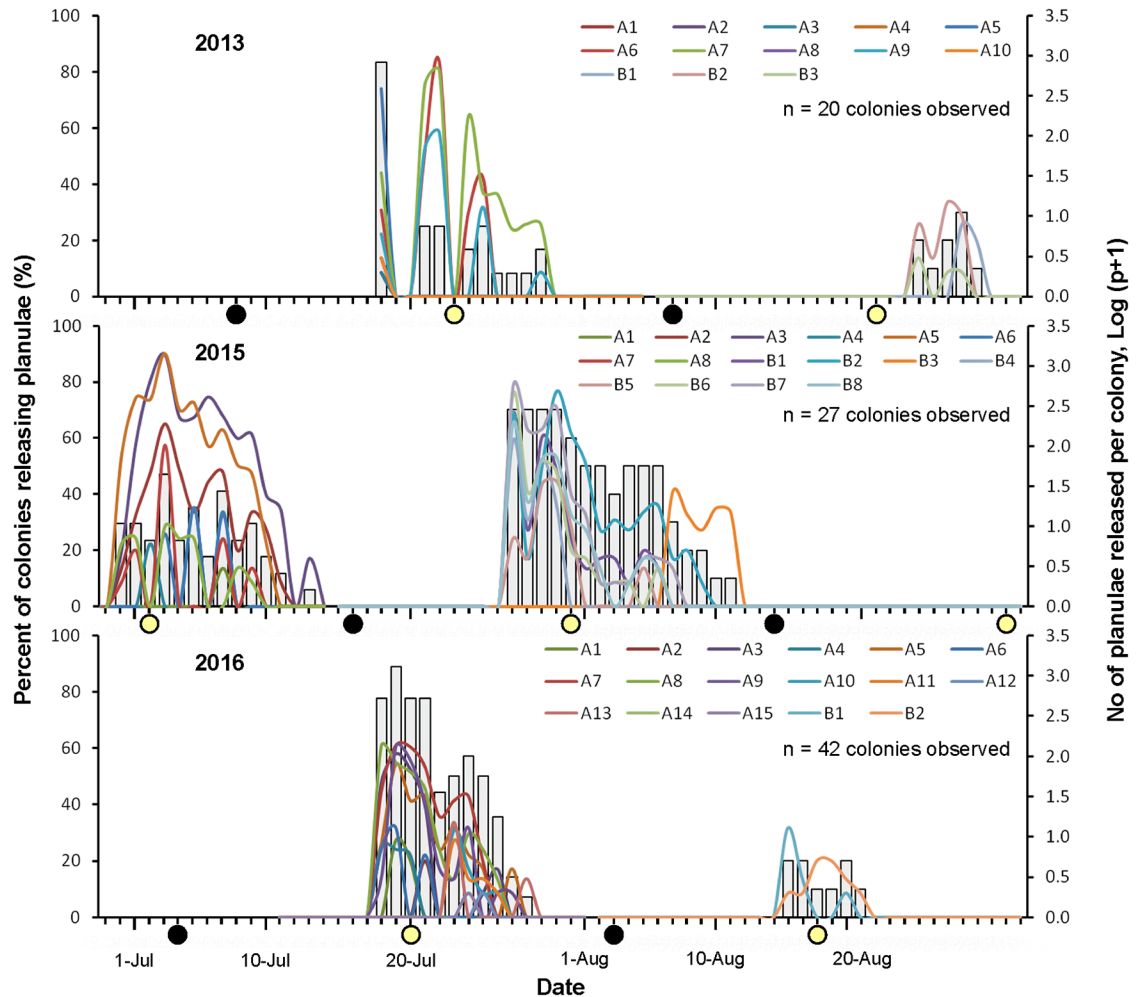 Percent of colonies releasing planulae (%)
No of planulae released per colony, Log (p+1)
2013
100
80
60
40
20
0
A1 A2 A3 A4 A5
A6 A7 A8 A9 A10
B1 B2 B3
n = 20 colonies observed
3.5
3.0
2.5
2.0
1.5
1.0
0.5
0.0
2015
100
80
60
40
20
0
A1 A2 A3 A4 A5 A6
A7 A8 B1 B2 B3 B4
B5 B6 B7 B8
n = 27 colonies observed
3.5
3.0
2.5
2.0
1.5
1.0
0.5
0.0
2016
100
80
60
40
20
0
A1 A2 A3 A4 A5 A6
A7 A8 A9 A10 A11 A12
A13 A14 A15 B1 B2
n = 42 colonies observed
3.5
3.0
2.5
2.0
1.5
1.0
0.5
0.0
1-Jul 10-Jul 20-Jul 1-Aug 10-Aug 20-Aug
Date